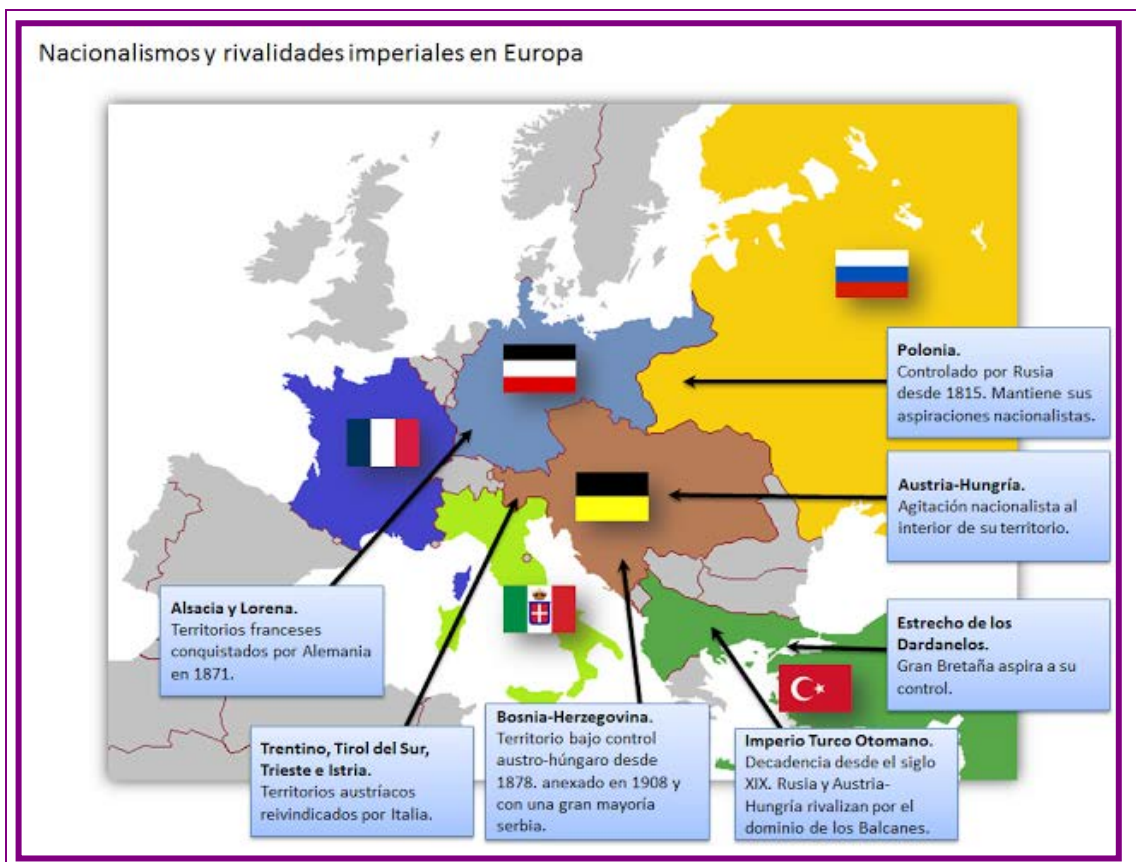 Nacionalismos y rivalidades imperiales en Europa
Polonia.
Controlado por Rusia
desde 1815. Mantiene sus
aspiraciones nacionalistas.
Austria-Hungría.
Agitación nacionalista al
interior de su territorio.
Estrecho de los
Dardanelos.
Gran Bretaña aspira a su
control.
Alsacia y Lorena.
Territorios franceses
conquistados por Alemania
en 1871.
Trentino, Tirol del Sur,
Trieste e Istria.
Territorios austríacos
reivindicados por Italia.
Bosnia-Herzegovina.
Territorio bajo control
austro-húngaro desde
1878. anexado en 1908 y
con una gran mayoría
serbia.
Imperio Turco Otomano.
Decadencia desde el siglo
XIX. Rusia y Austria-
Hungría rivalizan por el
dominio de los Balcanes.